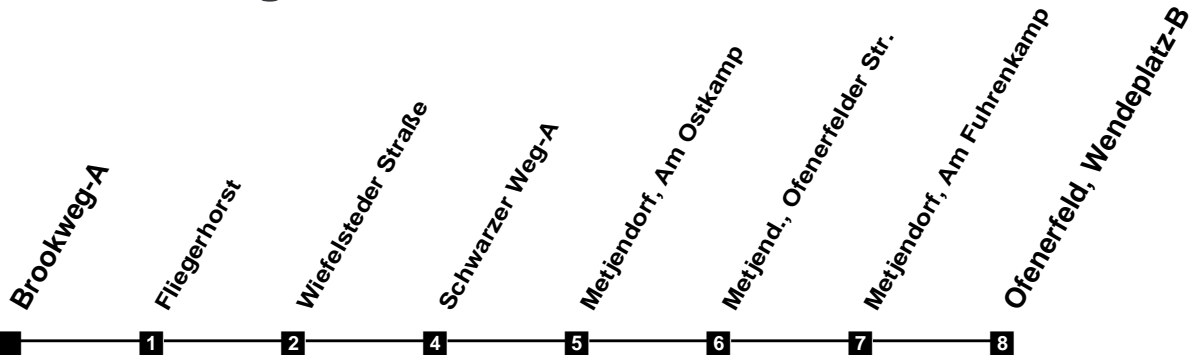 Brookweg-A
Fliegerhorst
Wiefelsteder Straße
Schwarzer Weg-A
Metjendorf, Am Ostkamp
Metjend., Ofenerfelder Str.
Metjendorf, Am Fuhrenkamp
Ofenerfeld, Wendeplatz-B
1 2 4 5 6 7 8